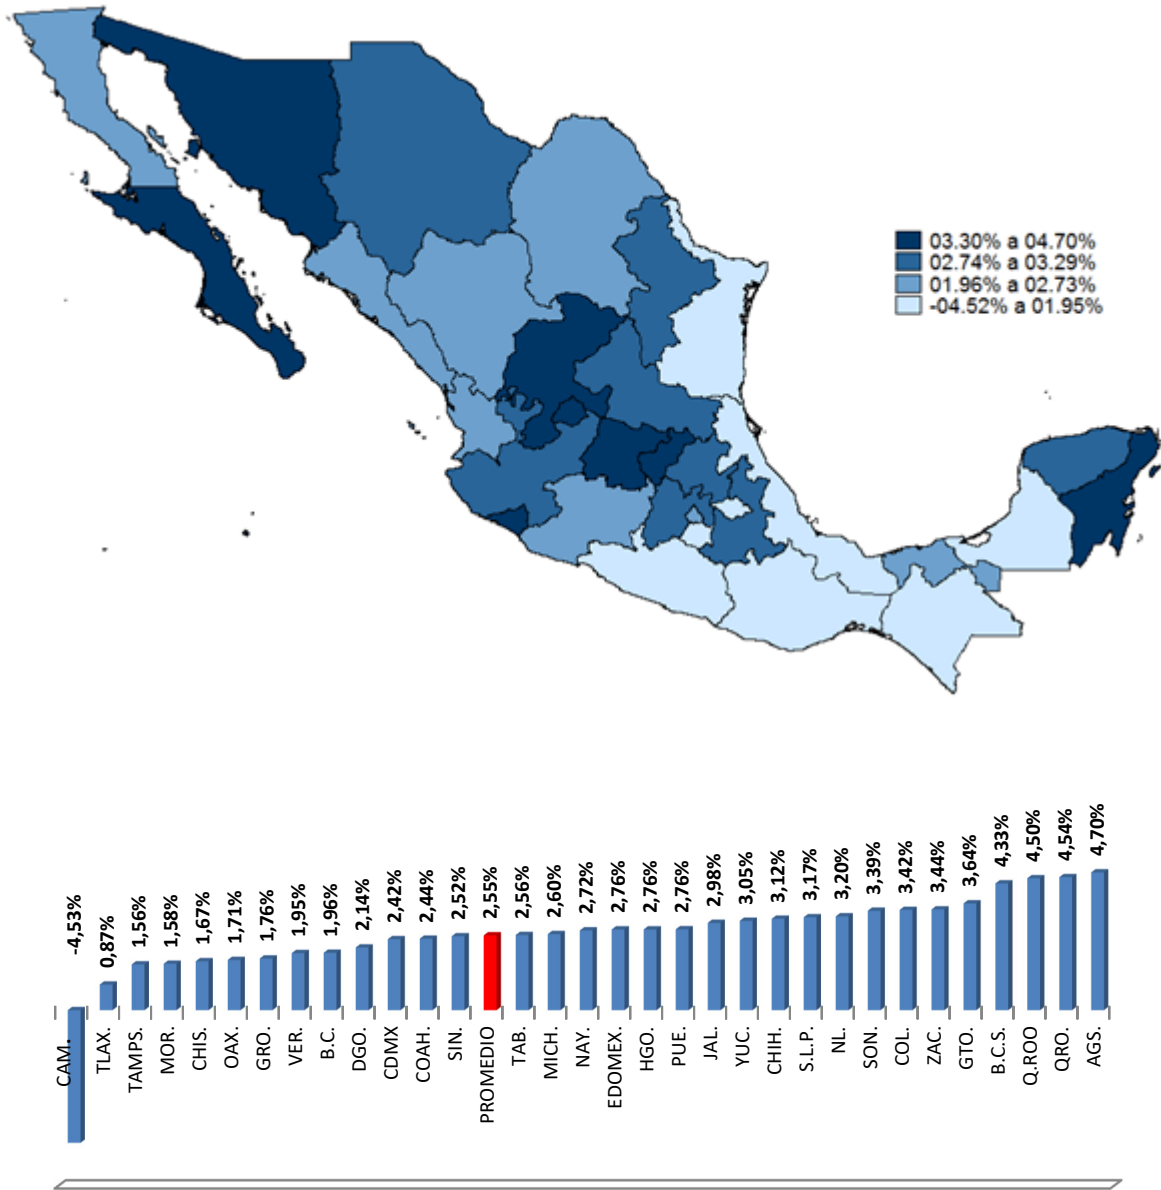 03.30% a 04.70%
02.74% a 03.29%
01.96% a 02.73%
-04.52% a 01.95%
-4,53%
0,87%
1,56%
1,58%
1,67%
1,71%
1,76%
1,95%
1,96%
2,14%
2,42%
2,44%
2,52%
2,55%
2,56%
2,60%
2,72%
2,76%
2,76%
2,76%
2,98%
3,05%
3,12%
3,17%
3,20%
3,39%
3,42%
3,44%
3,64%
4,33%
4,50%
4,54%
4,70%
CAM.
TLAX.
TAMPS.
MOR.
CHIS.
OAX.
GRO.
VER.
B.C.
DGO.
CDMX
COAH.
SIN.
PROMEDIO
TAB.
MICH.
NAY.
EDOMEX.
HGO.
PUE.
JAL.
YUC.
CHIH.
S.L.P.
NL.
SON.
COL.
ZAC.
GTO.
B.C.S.
Q.ROO
QRO.
AGS.